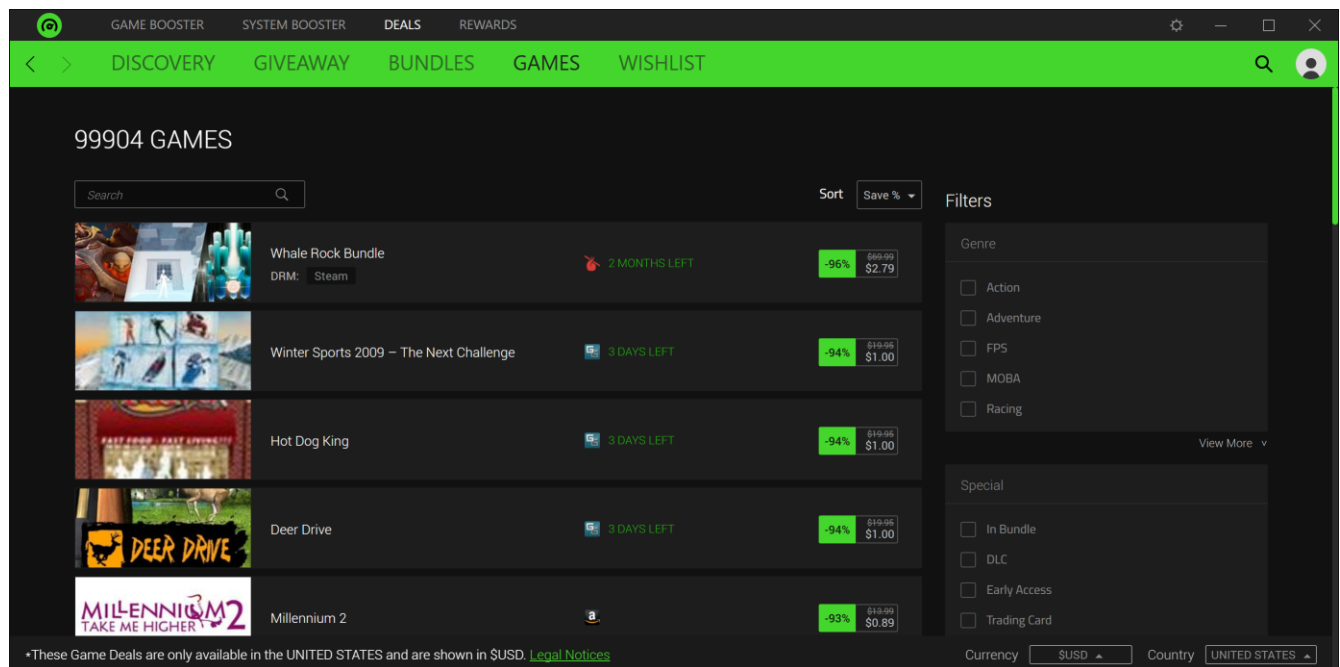 GAME BOOSTER SYSTEM BOOSTER DEALS REWARDS
DISCOVERY GIVEAWAY BUNDLES GAMES WISHLIST
99904 GAMES
Search
Sort Save %
Whale Rock Bundle
DRM: Steam
2 MONTHS LEFT
-96% $69.99 $2.79
Winter Sports 2009 – The Next Challenge
3 DAYS LEFT
-94% $19.95 $1.00
FAST FOOD - FAST LIVING!!!
Hot Dog King
3 DAYS LEFT
-94% $19.95 $1.00
DEER DRIVE
Deer Drive
3 DAYS LEFT
-94% $19.95 $1.00
MILLENNIUM 2
TAKE ME HIGHER
Millennium 2
a
-93% $13.99 $0.89
Filters
Genre
Action
Adventure
FPS
MOBA
Racing
View More
Special
In Bundle
DLC
Early Access
Trading Card
*These Game Deals are only available in the UNITED STATES and are shown in $USD. Legal Notices
Currency $USD Country UNITED STATES